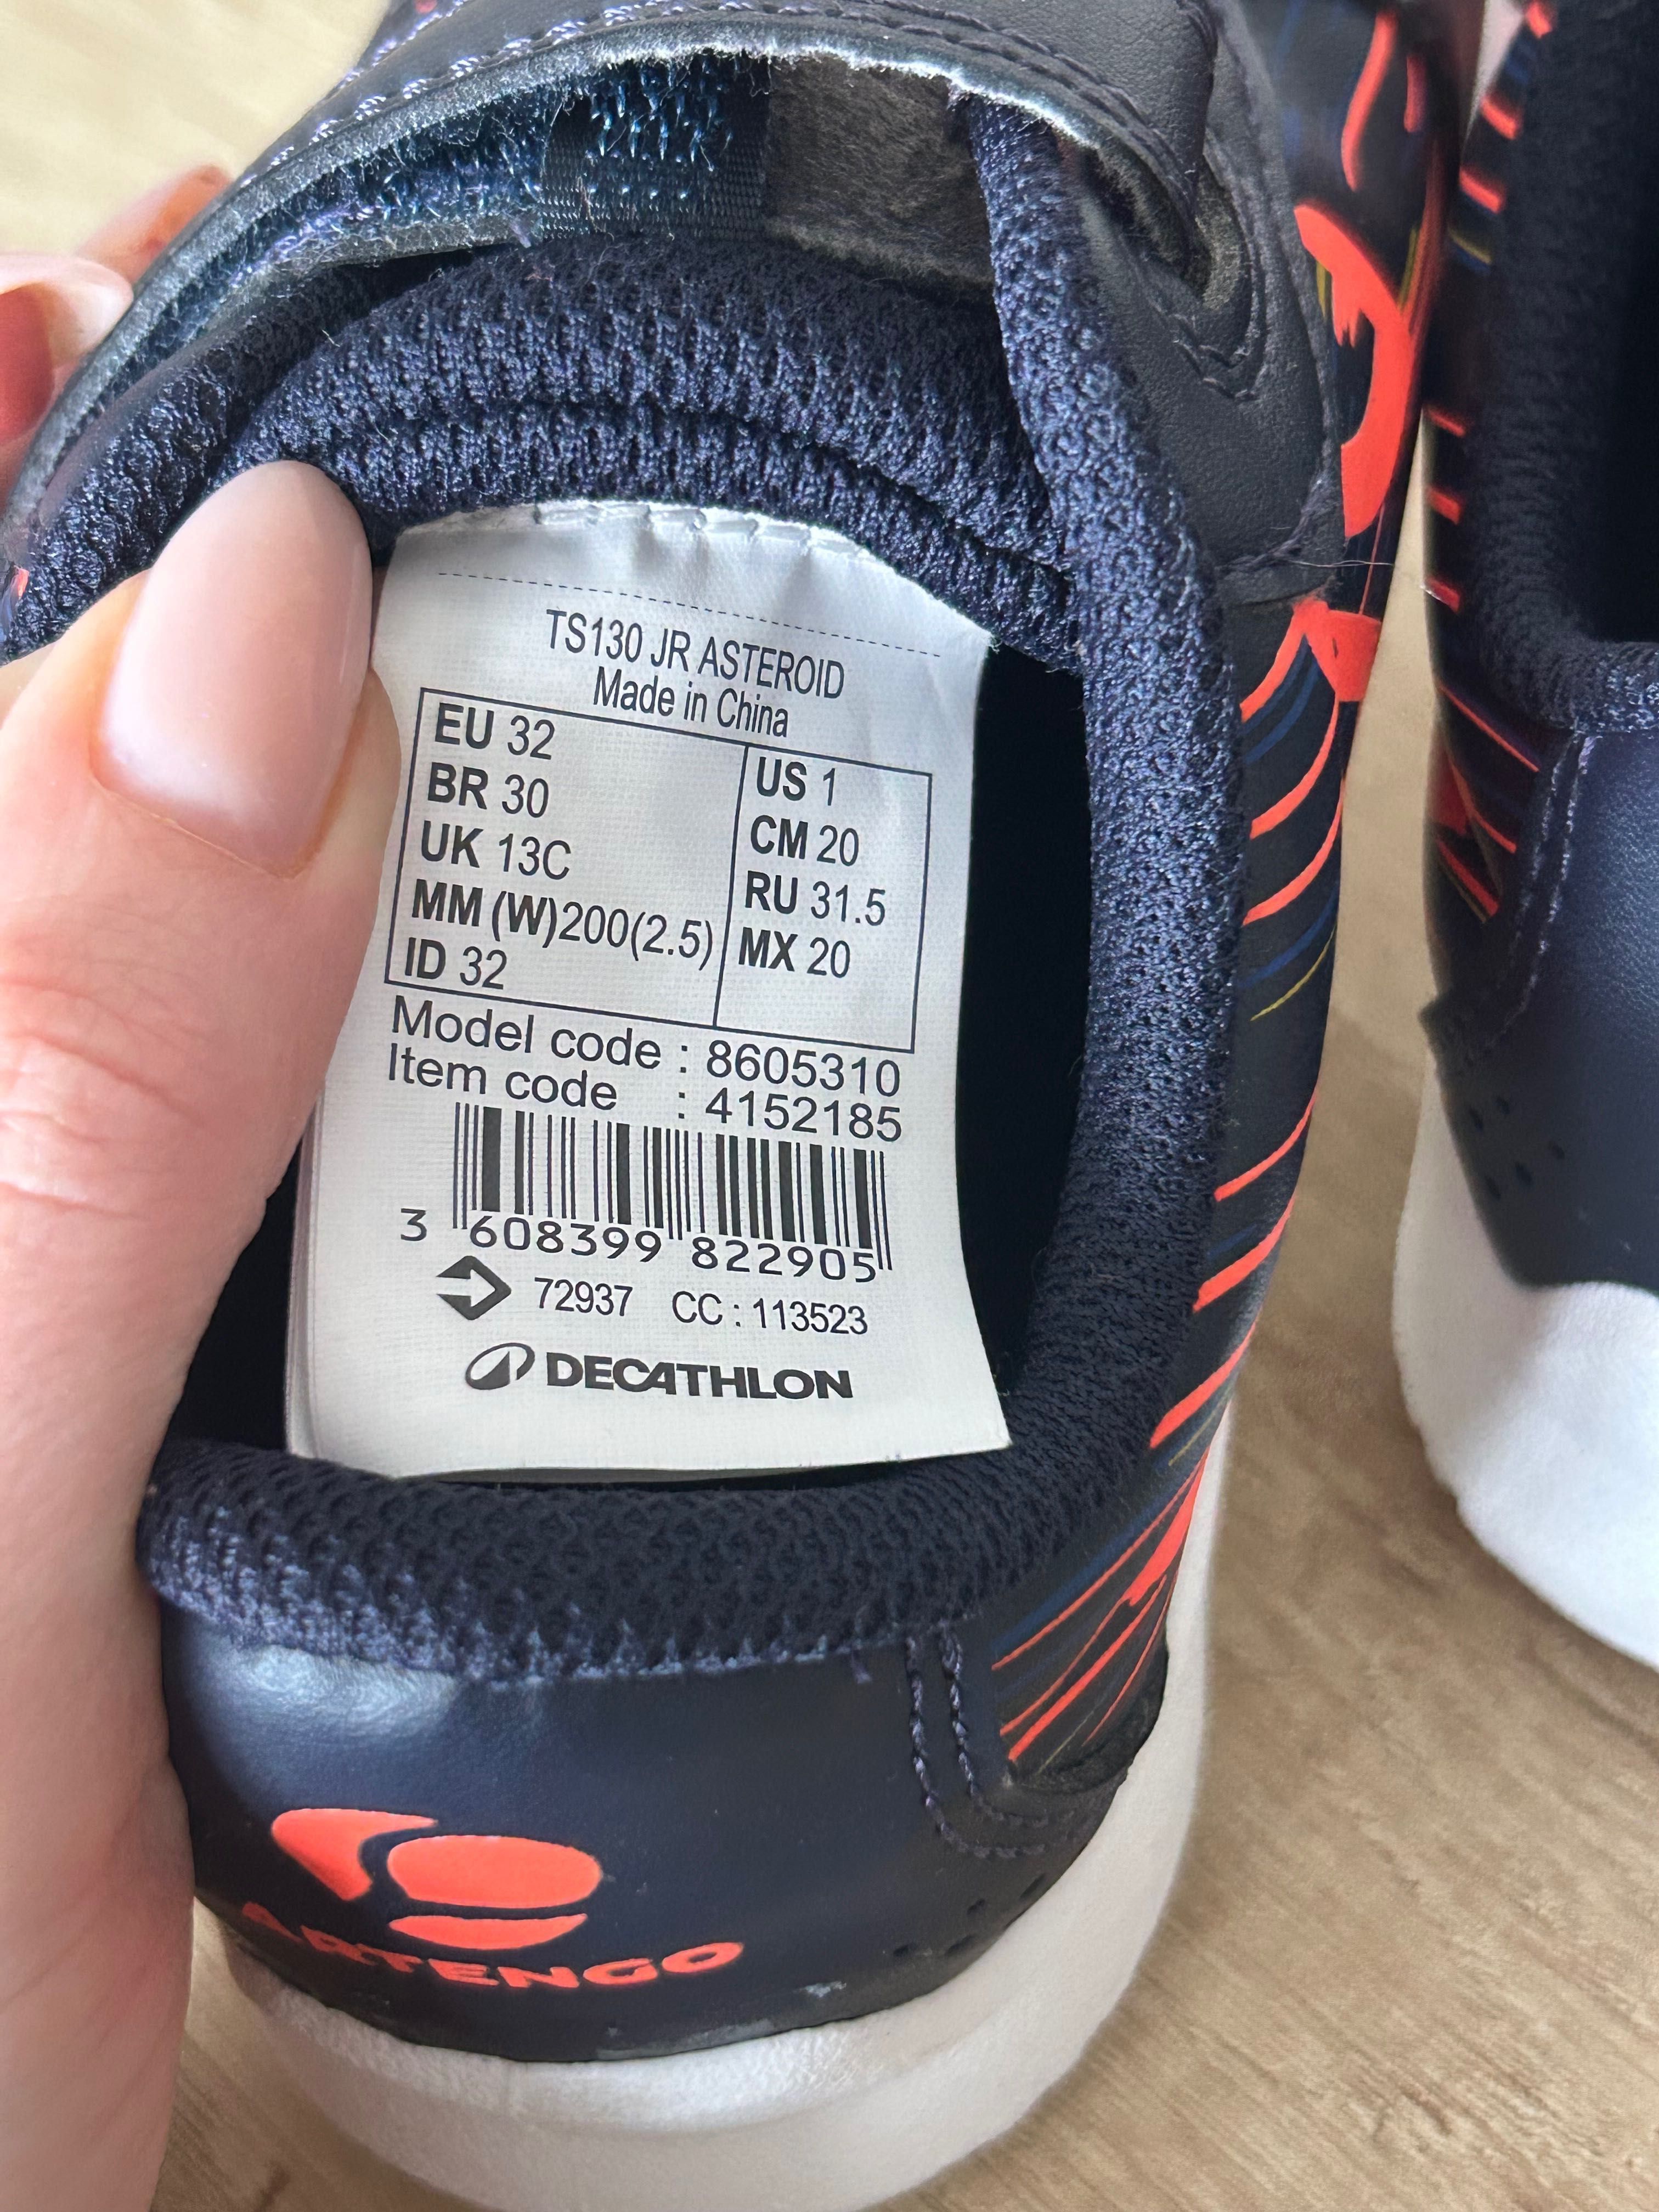 TS130 JR ASTEROID
Made in China
EU 32
BR 30
UK 13C
MM (W)200(2.5)
ID 32
US 1
CM 20
RU 31.5
MX 20
Model code : 8605310
Item code : 4152185
3 608399 822905
72937 CC : 113523
DECATHLON
ARTENGO